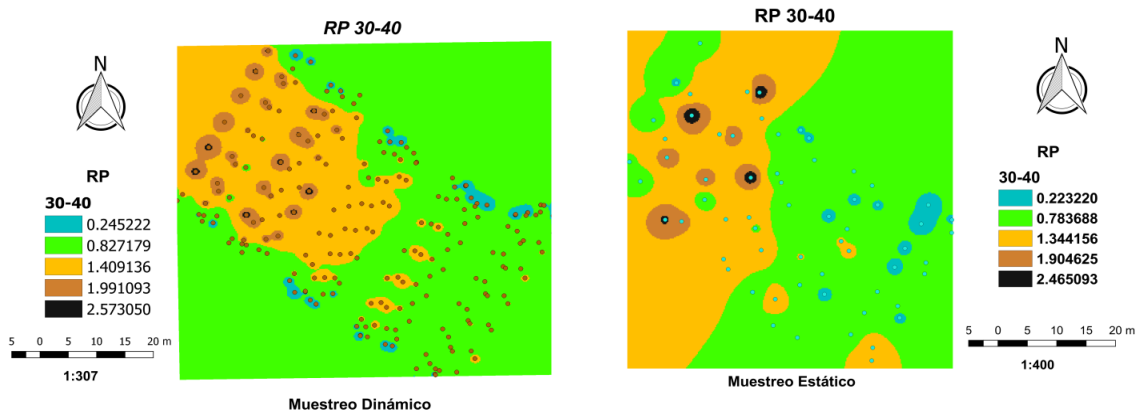 RP 30-40
N
RP
30-40
0.245222
0.827179
1.409136
1.991093
2.573050
5 0 5 10 15 20 m
1:307
Muestreo Dinámico
RP 30-40
N
RP
30-40
0.223220
0.783688
1.344156
1.904625
2.465093
5 0 5 10 15 20 m
1:400
Muestreo Estático